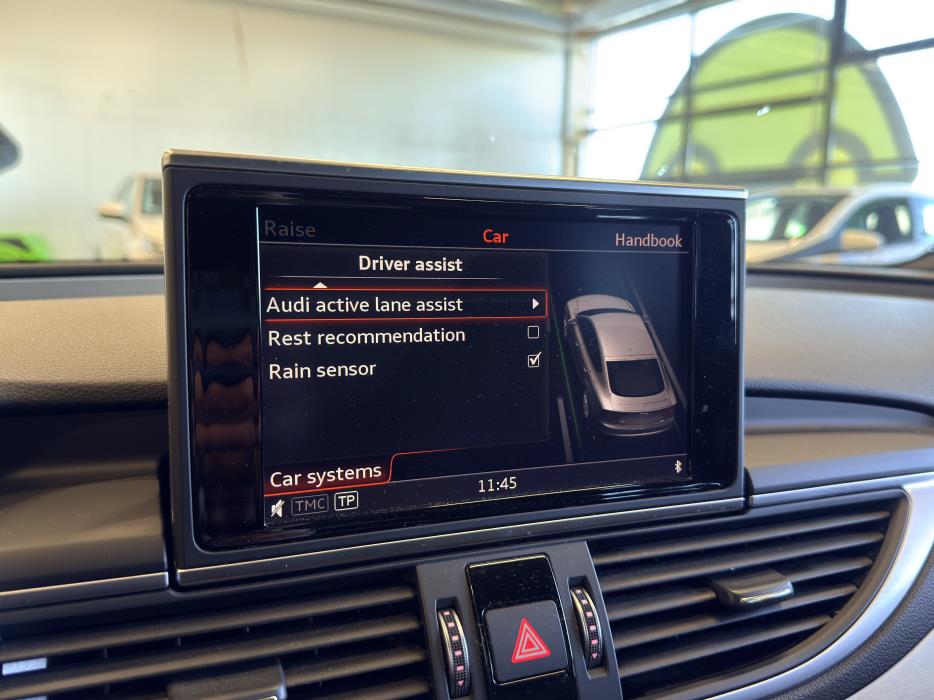 Raise
Car
Handbook
Driver assist
Audi active lane assist
Rest recommendation
Rain sensor
Car systems
11:45
TMC
TP